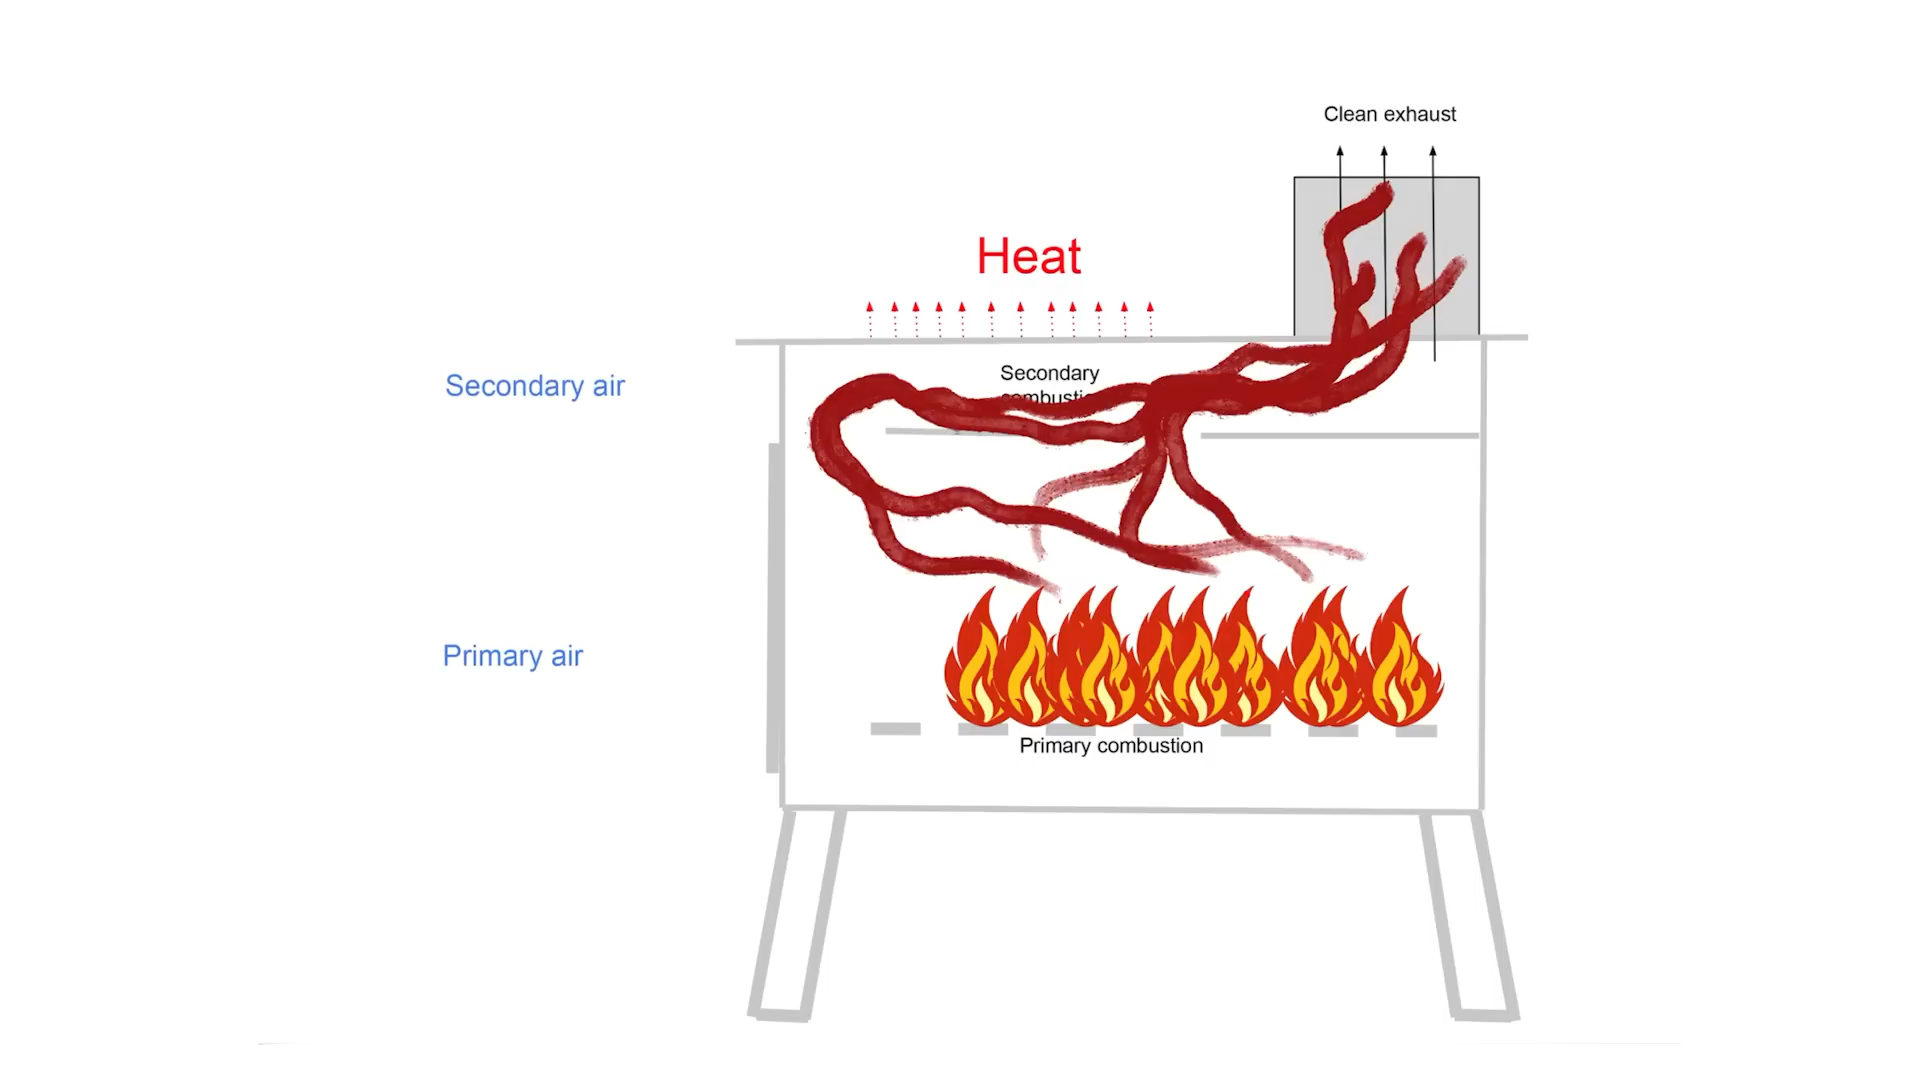 Clean exhaust
Heat
Secondary
Secondary air
Primary air
Primary combustion